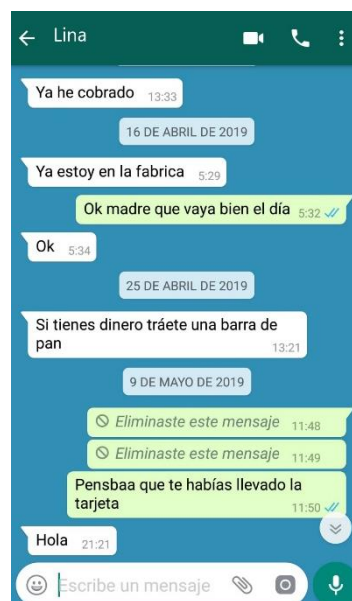 Lina
Ya he cobrado 13:33
16 DE ABRIL DE 2019
Ya estoy en la fabrica 5:29
Ok madre que vaya bien el día 5:32
Ok 5:34
25 DE ABRIL DE 2019
Si tienes dinero tráete una barra de
pan 13:21
9 DE MAYO DE 2019
Eliminaste este mensaje 11:48
Eliminaste este mensaje 11:49
Pensbaa que te habías llevado la
tarjeta 11:50
Hola 21:21
Escribe un mensaje